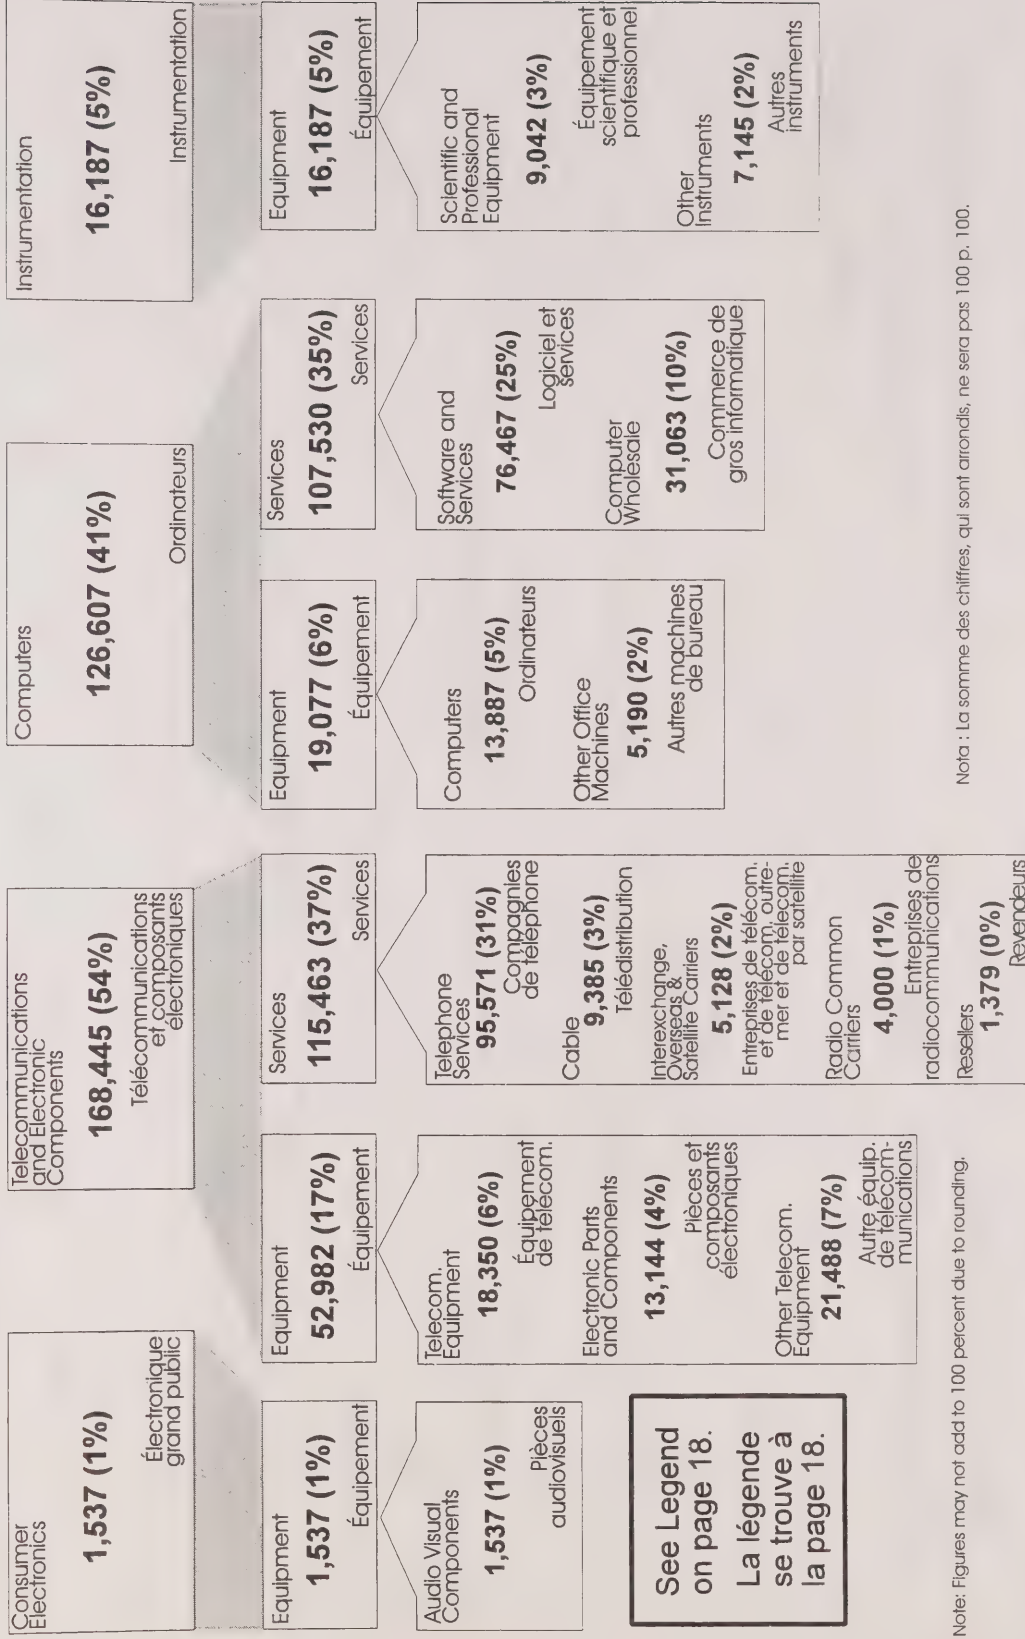 Consumer
Electronics
1,537 (1%)
Électronique
grand public
Telecommunications
and Electronic
Components
168,445 (54%)
Télécommunications
et composants
électroniques
Computers
126,607 (41%)
Ordinateurs
Instrumentation
16,187 (5%)
Instrumentation
Equipment
1,537 (1%)
Équipement
Equipment
52,982 (17%)
Équipement
Services
115,463 (37%)
Services
Equipment
19,077 (6%)
Équipement
Services
107,530 (35%)
Services
Equipment
16,187 (5%)
Équipement
Audio Visual
Components
1,537 (1%)
Pièces
audiovisuels
Telecom.
Equipment
18,350 (6%)
Équipement
de télécom.
Electronic Parts
and Components
13,144 (4%)
Pièces et
composants
électroniques
Other Telecom.
Equipment
21,488 (7%)
Autre équip.
de télécom-
munications
Telephone
Services
95,571 (31%)
Compagnies
de téléphone
Cable
9,385 (3%)
Télédistribution
Interexchange,
Overseas &
Satellite Carriers
5,128 (2%)
Entreprises de télécom.
et de télécom. outre-
mer et de télecom.
par satellite
Radio Common
Carriers
4,000 (1%)
Entreprises de
radiocommunications
Resellers
1,379 (0%)
Revendeurs
Computers
13,887 (5%)
Ordinateurs
Other Office
Machines
5,190 (2%)
Autres machines
de bureau
Software and
Services
76,467 (25%)
Logiciel et
services
Computer
Wholesale
31,063 (10%)
Commerce de
gros informatique
Scientific and
Professional
Equipment
9,042 (3%)
Équipement
scientifique et
professionnel
Other
Instruments
7,145 (2%)
Autres
instruments
See Legend
on page 18.
La légende
se trouve à
la page 18.
Note: Figures may not add to 100 percent due to rounding.
Nota : La somme des chiffres, qui sont arrondis, ne sera pas 100 p. 100.